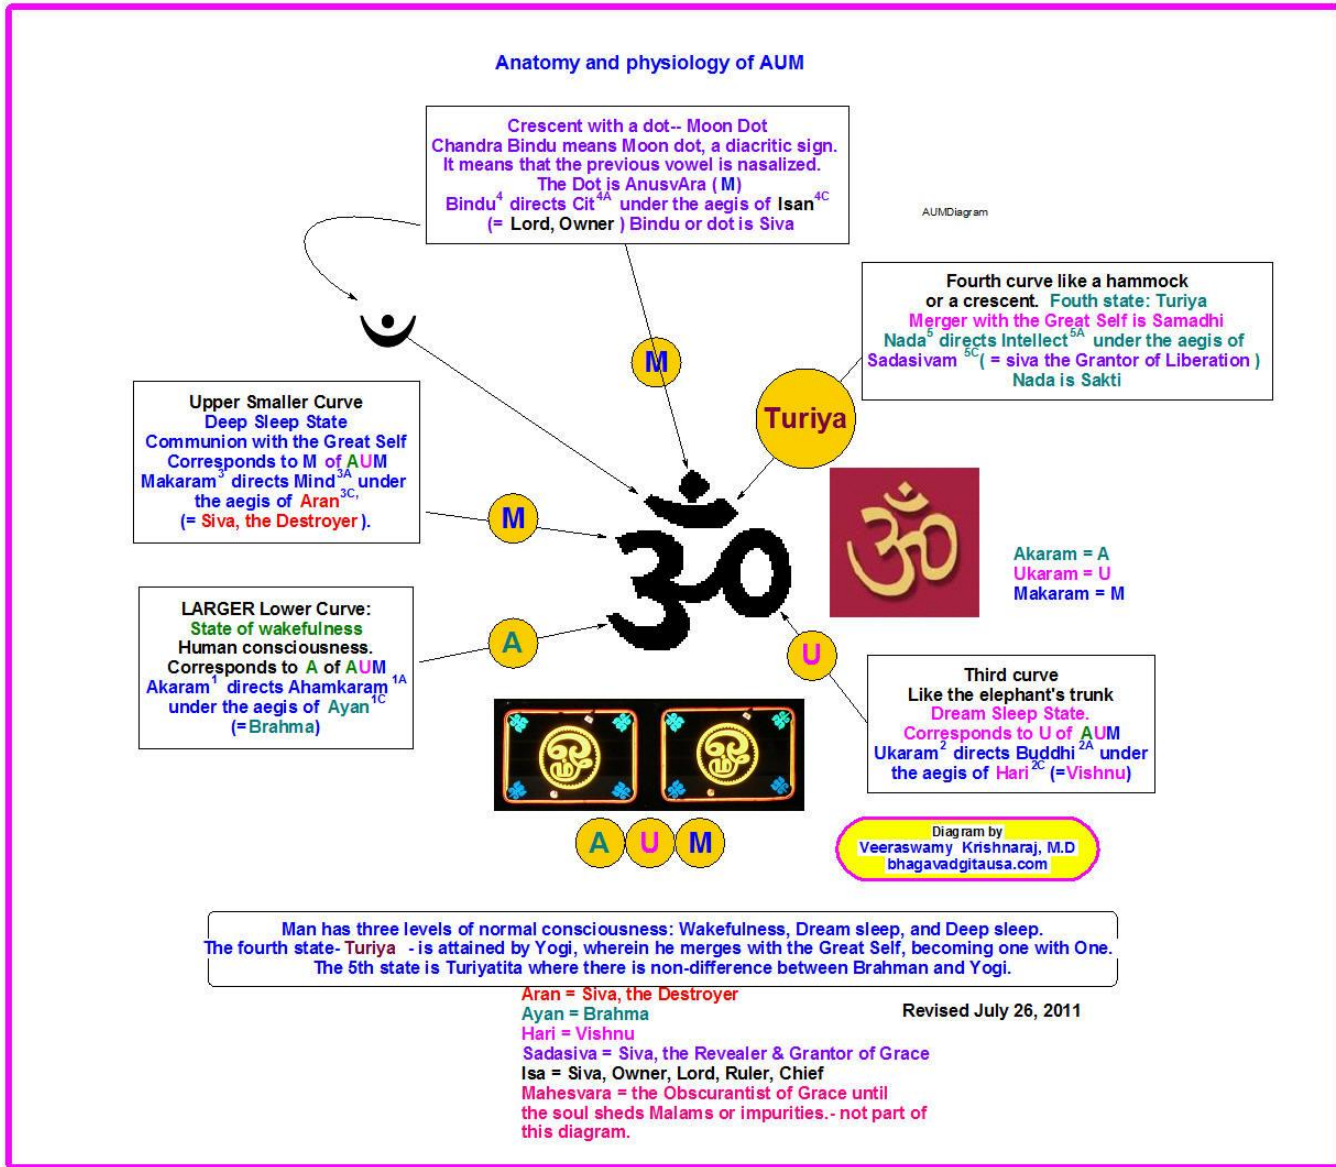 Anatomy and physiology of AUM
Crescent with a dot-- Moon Dot
Chandra Bindu means Moon dot, a diacritic sign.
It means that the previous vowel is nasalized.
The Dot is AnusvAra ( M)
Bindu4 directs Cit4A under the aegis of Isan4C
(= Lord, Owner ) Bindu or dot is Siva
AUMDiagram
Fourth curve like a hammock
or a crescent. Fouth state: Turiya
Merger with the Great Self is Samadhi
Nada5 directs Intellect5A under the aegis of
Sadasivam 5C( = siva the Grantor of Liberation )
Nada is Sakti
M
Turiya
Upper Smaller Curve
Deep Sleep State
Communion with the Great Self
Corresponds to M of AUM
Makaram3 directs Mind3A under
the aegis of Aran3C,
(= Siva, the Destroyer ).
M
ॐ
ॐ
Akaram = A
Ukaram = U
Makaram = M
LARGER Lower Curve:
State of wakefulness
Human consciousness.
Corresponds to A of AUM
Akaram1 directs Ahamkaram 1A
under the aegis of Ayan1C
(=Brahma)
A
U
Third curve
Like the elephant's trunk
Dream Sleep State.
Corresponds to U of AUM
Ukaram2 directs Buddhi 2A under
the aegis of Hari2C (=Vishnu)
ஓம்
ஓம்
A U M
Diagram by
Veeraswamy Krishnaraj, M.D
bhagavadgitausa.com
Man has three levels of normal consciousness: Wakefulness, Dream sleep, and Deep sleep.
The fourth state- Turiya - is attained by Yogi, wherein he merges with the Great Self, becoming one with One.
The 5th state is Turiyatita where there is non-difference between Brahman and Yogi.
Aran = Siva, the Destroyer
Ayan = Brahma
Hari = Vishnu
Sadasiva = Siva, the Revealer & Grantor of Grace
Isa = Siva, Owner, Lord, Ruler, Chief
Mahesvara = the Obscurantist of Grace until
the soul sheds Malams or impurities.- not part of
this diagram.
Revised July 26, 2011